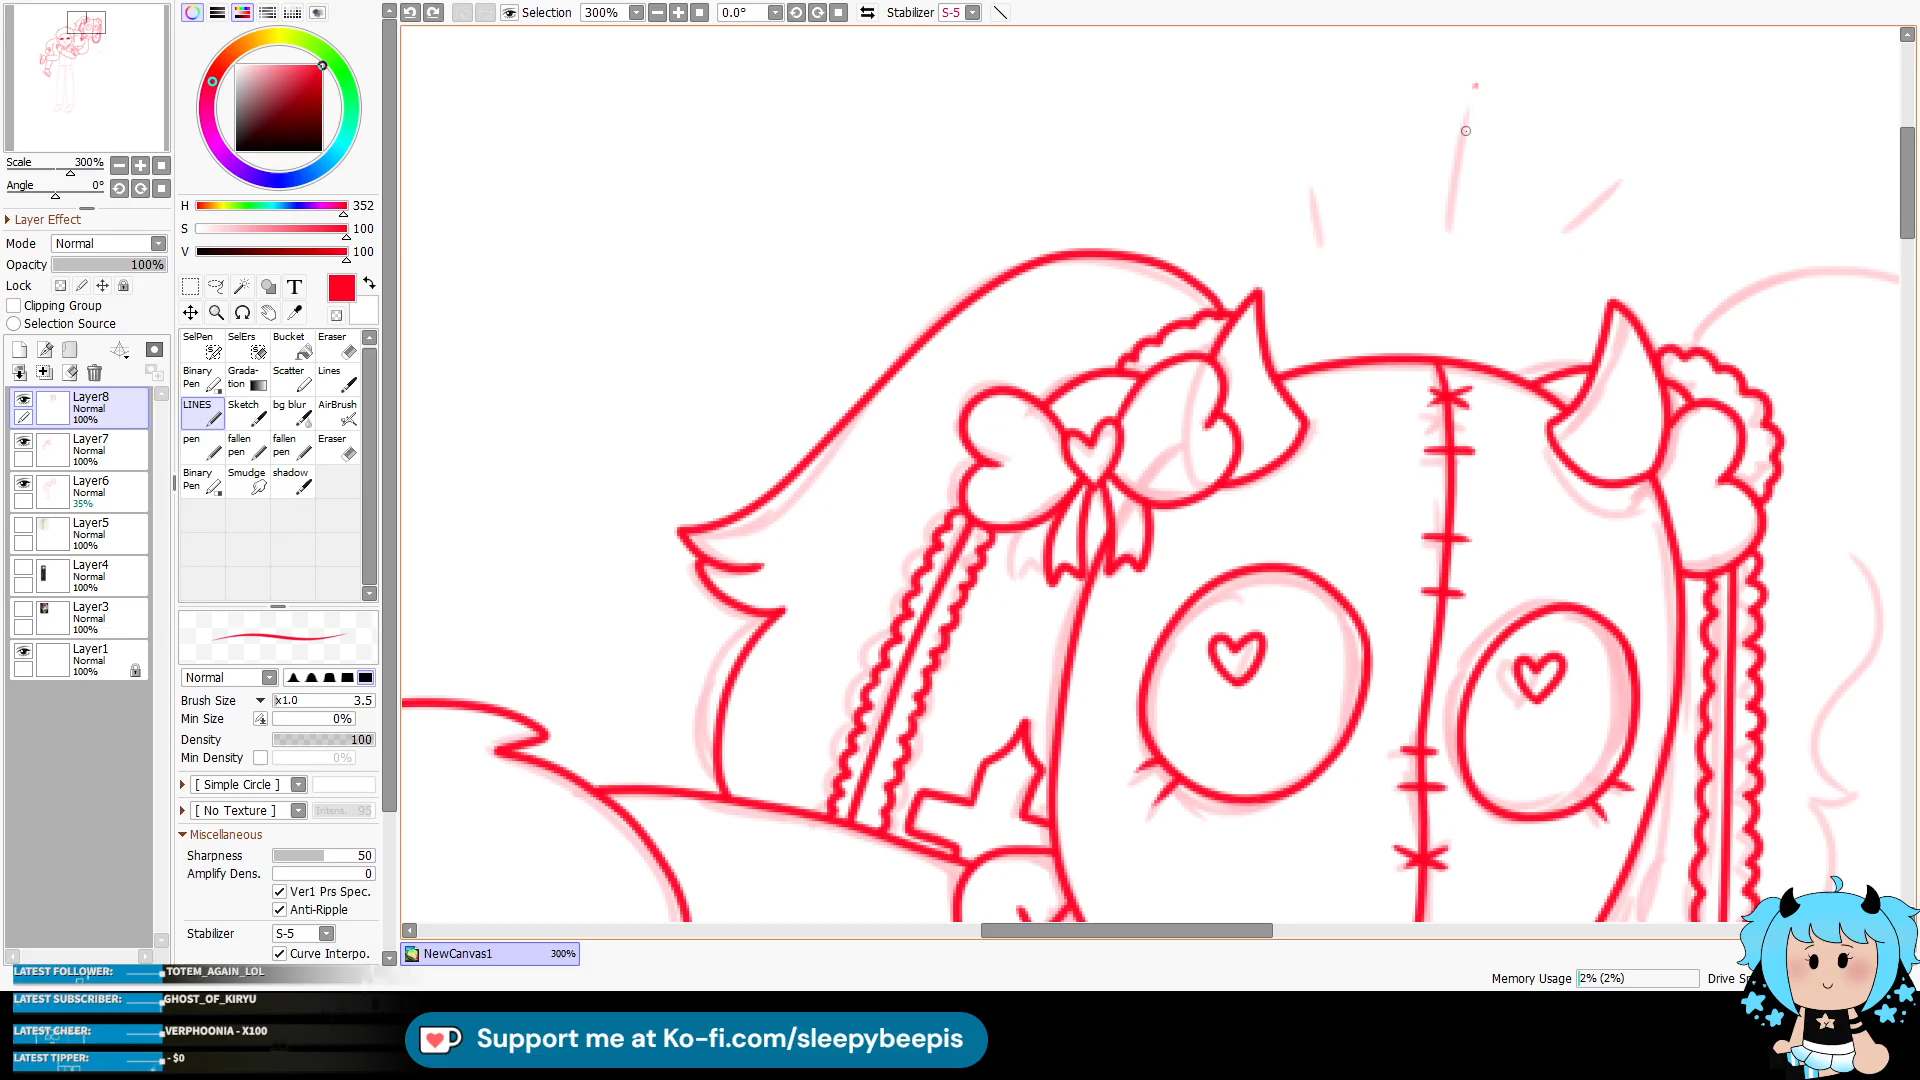 Selection 300% 0.0° Stabilizer S-5
Scale 300%
Angle 0°
Layer Effect
Mode Normal
Opacity 100%
Lock
Clipping Group
Selection Source
Layer8
Normal
100%
Layer7
Normal
100%
Layer6
Normal
35%
Layer5
Normal
100%
Layer4
Normal
100%
Layer3
Normal
100%
Layer1
Normal
100%
H 352
S 100
V 100
T
SelPen SelErs Bucket Eraser
Binary Pen Grada-tion Scatter Lines
LINES Sketch bg blur AirBrush
pen fallen pen fallen pen Eraser
Binary Pen Smudge shadow
Normal
Brush Size x1.0 3.5
Min Size 0%
Density 100
Min Density 0%
[ Simple Circle ]
[ No Texture ] Intens. 95
Miscellaneous
Sharpness 50
Amplify Dens. 0
Ver1 Prs Spec.
Anti-Ripple
Stabilizer S-5
Curve Interpo.
NewCanvas1 300%
Memory Usage 2% (2%) Drive
LATEST FOLLOWER: TOTEM_AGAIN_LOL
LATEST SUBSCRIBER: GHOST_OF_KIRYU
LATEST CHEER: VERPHOONIA - X100
LATEST TIPPER: - $0
Support me at Ko-fi.com/sleepybeepis